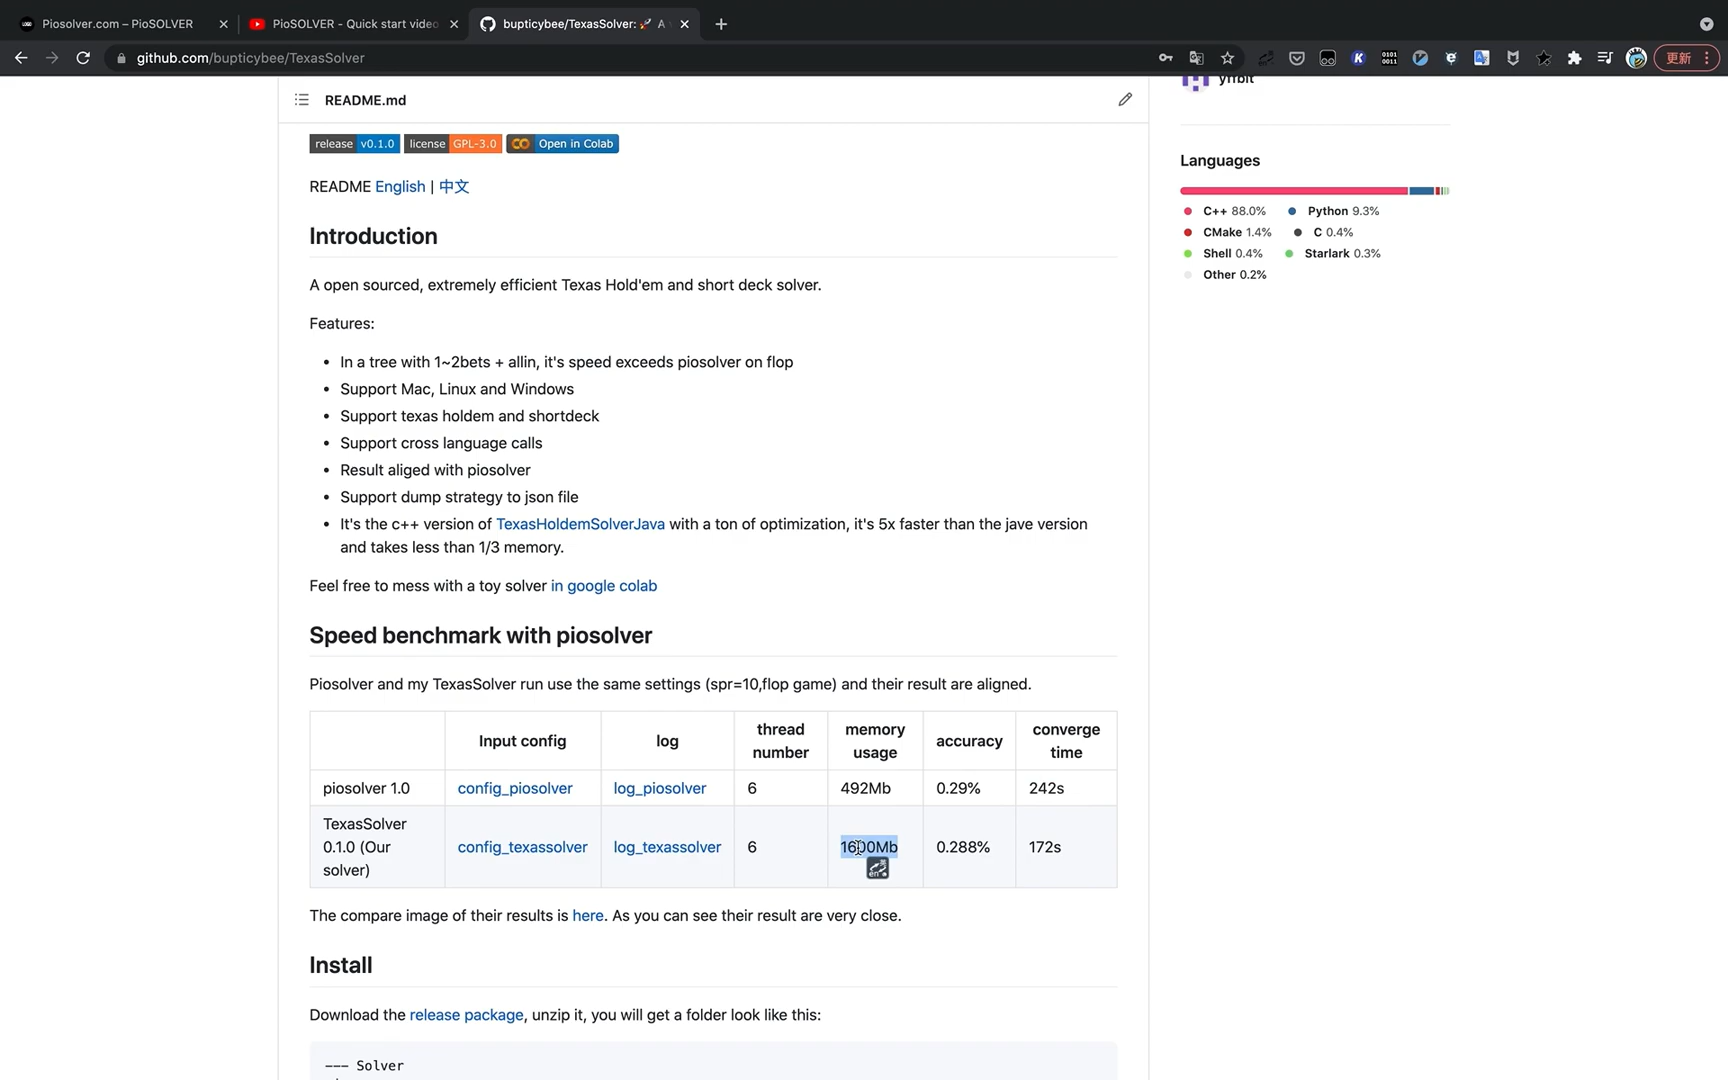 Piosolver.com – PioSOLVER
PioSOLVER - Quick start video
bupticybee/TexasSolver: 🚀 A
github.com/bupticybee/TexasSolver
更新
README.md
yffbit
release v0.1.0 license GPL-3.0 Open in Colab
README English | 中文
Introduction
A open sourced, extremely efficient Texas Hold'em and short deck solver.
Features:
• In a tree with 1~2bets + allin, it's speed exceeds piosolver on flop
• Support Mac, Linux and Windows
• Support texas holdem and shortdeck
• Support cross language calls
• Result aliged with piosolver
• Support dump strategy to json file
• It's the c++ version of TexasHoldemSolverJava with a ton of optimization, it's 5x faster than the jave version
and takes less than 1/3 memory.
Feel free to mess with a toy solver in google colab
Speed benchmark with piosolver
Piosolver and my TexasSolver run use the same settings (spr=10,flop game) and their result are aligned.
Input config log thread number memory usage accuracy converge time
piosolver 1.0 config_piosolver log_piosolver 6 492Mb 0.29% 242s
TexasSolver 0.1.0 (Our solver) config_texassolver log_texassolver 6 1600Mb 0.288% 172s
The compare image of their results is here. As you can see their result are very close.
Install
Download the release package, unzip it, you will get a folder look like this:
--- Solver
Languages
C++ 88.0% Python 9.3%
CMake 1.4% C 0.4%
Shell 0.4% Starlark 0.3%
Other 0.2%